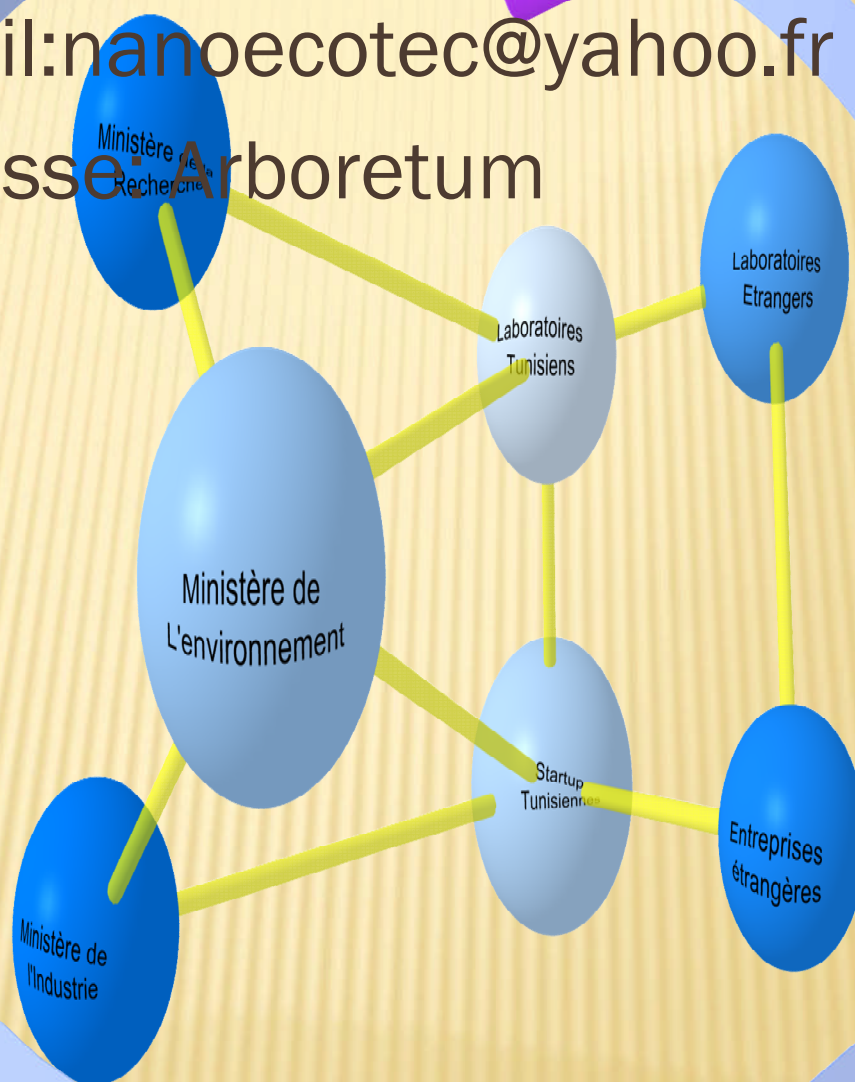 il:nanoecotec@yahoo.fr
Ministère de la
Recherche
sse: Arboretum
Laboratoires
Etrangers
Laboratoires
Tunisiens
Ministère de
L'environnement
Startup
Tunisiennes
Entreprises
étrangères
Ministère de
l'Industrie